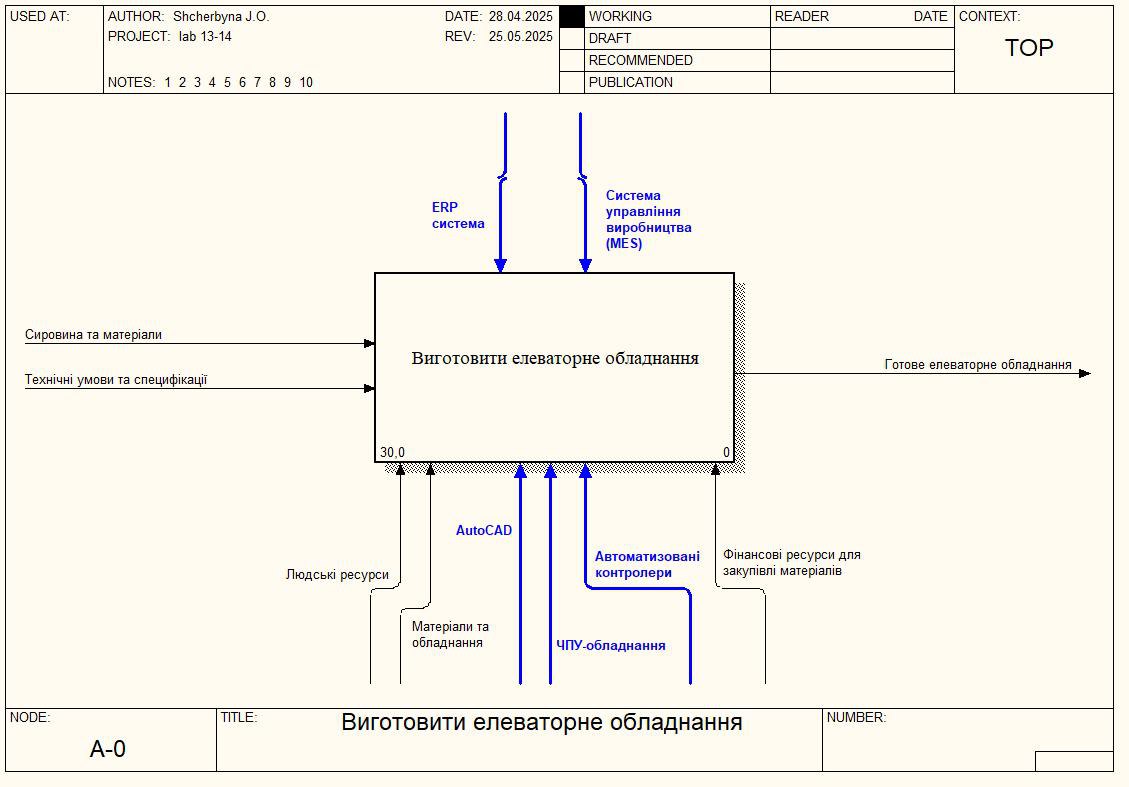 USED AT:
AUTHOR: Shcherbyna J.O.
DATE: 28.04.2025
PROJECT: lab 13-14
REV: 25.05.2025
NOTES: 1 2 3 4 5 6 7 8 9 10
WORKING
DRAFT
RECOMMENDED
PUBLICATION
READER
DATE
CONTEXT:
TOP
ERP
система
Система
управління
виробництва
(MES)
Сировина та матеріали
Технічні умови та специфікації
Виготовити елеваторне обладнання
Готове елеваторне обладнання
30,0
0
AutoCAD
Людські ресурси
Матеріали та
обладнання
Автоматизовані
контролери
Фінансові ресурси для
закупівлі матеріалів
ЧПУ-обладнання
NODE:
A-0
TITLE:
Виготовити елеваторне обладнання
NUMBER: